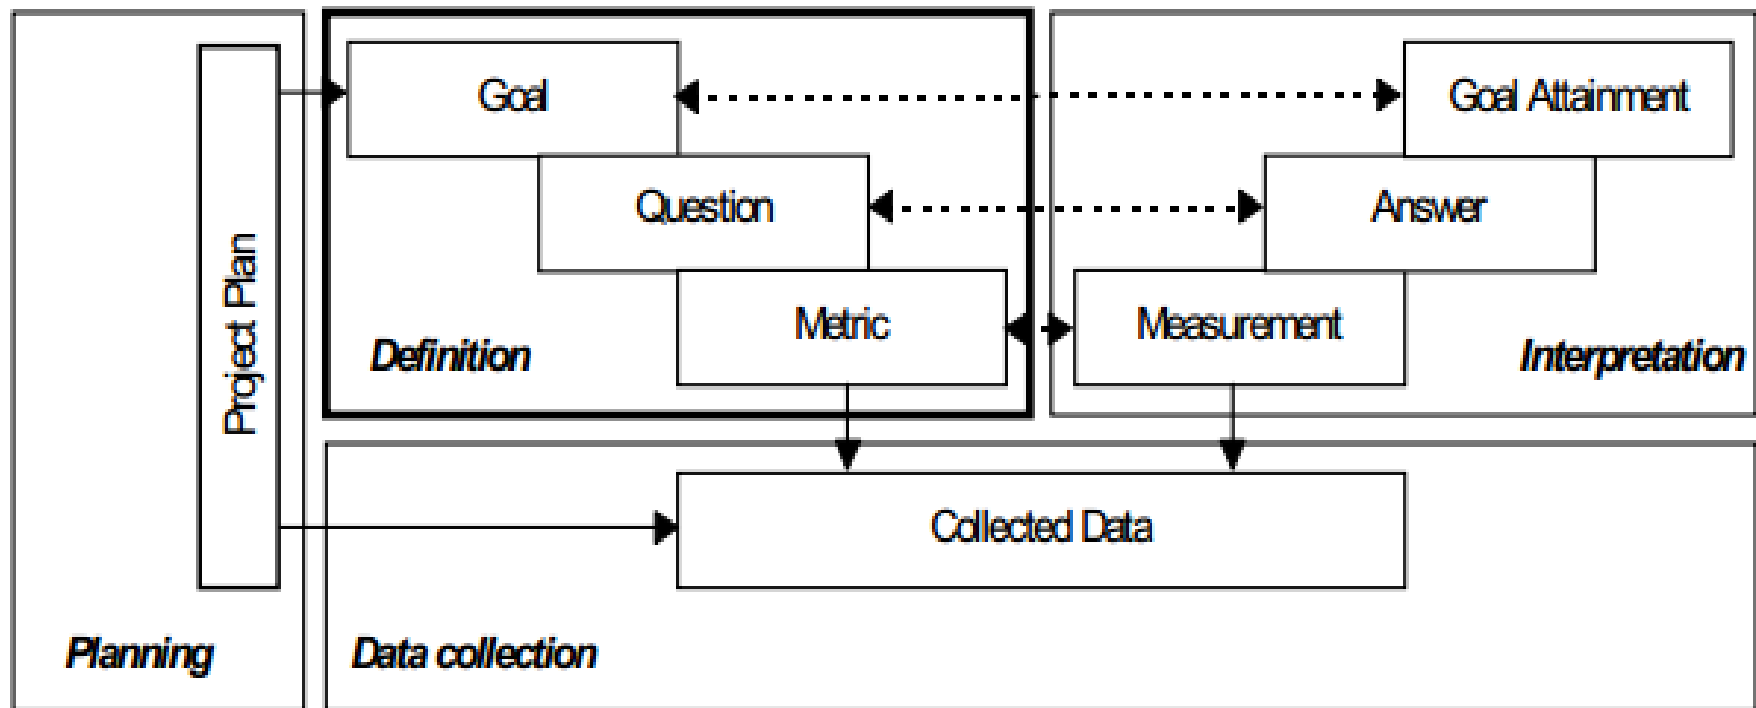 Goal
Goal Attainment
Question
Answer
Metric
Measurement
Definition
Interpretation
Project Plan
Collected Data
Planning
Data collection